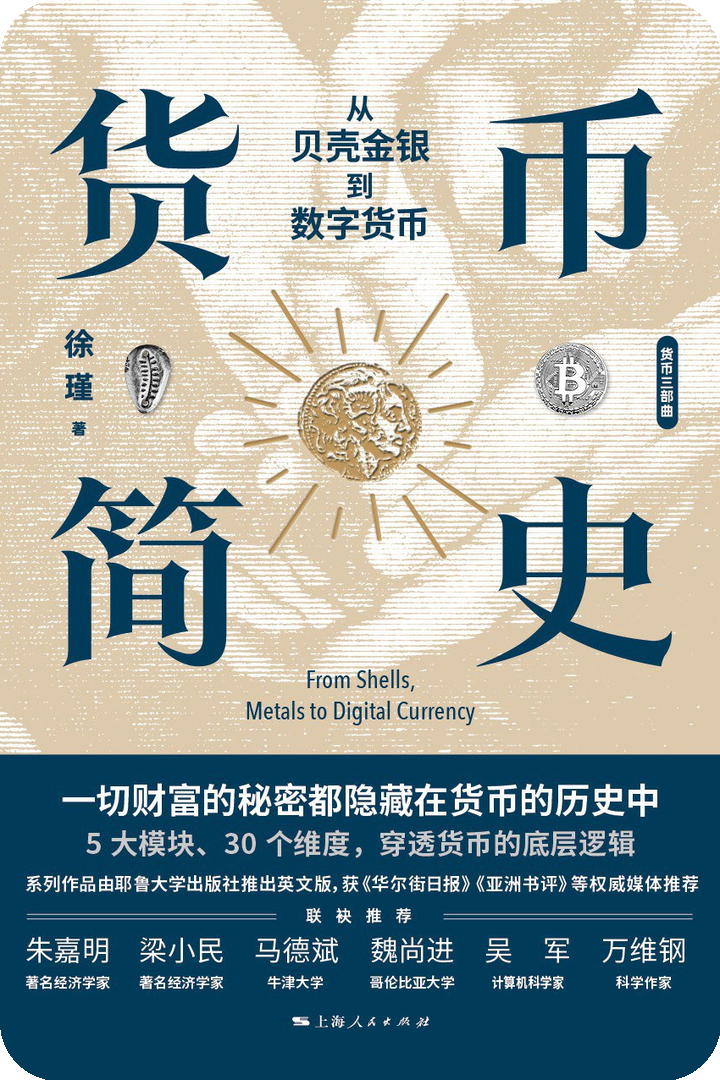 货币
从
贝壳金银
到
数字货币
徐瑾 著
货币三部曲
简史
From Shells,
Metals to Digital Currency
一切财富的秘密都隐藏在货币的历史中
5 大模块、30 个维度，穿透货币的底层逻辑
系列作品由耶鲁大学出版社推出英文版，获《华尔街日报》《亚洲书评》等权威媒体推荐
联袂推荐
朱嘉明 梁小民 马德斌 魏尚进 吴军 万维钢
著名经济学家 著名经济学家 牛津大学 哥伦比亚大学 计算机科学家 科学作家
上海人民出版社